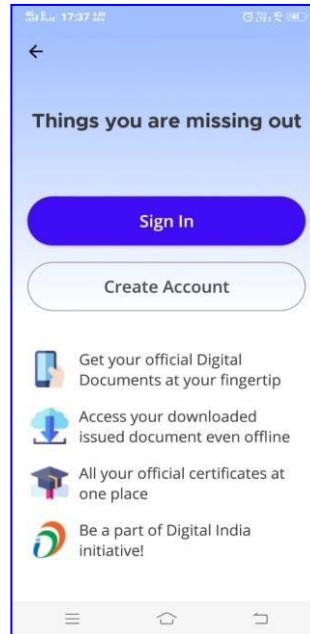 17:37
Things you are missing out
Sign In
Create Account
Get your official Digital
Documents at your fingertip
Access your downloaded
issued document even offline
All your official certificates at
one place
Be a part of Digital India
initiative!